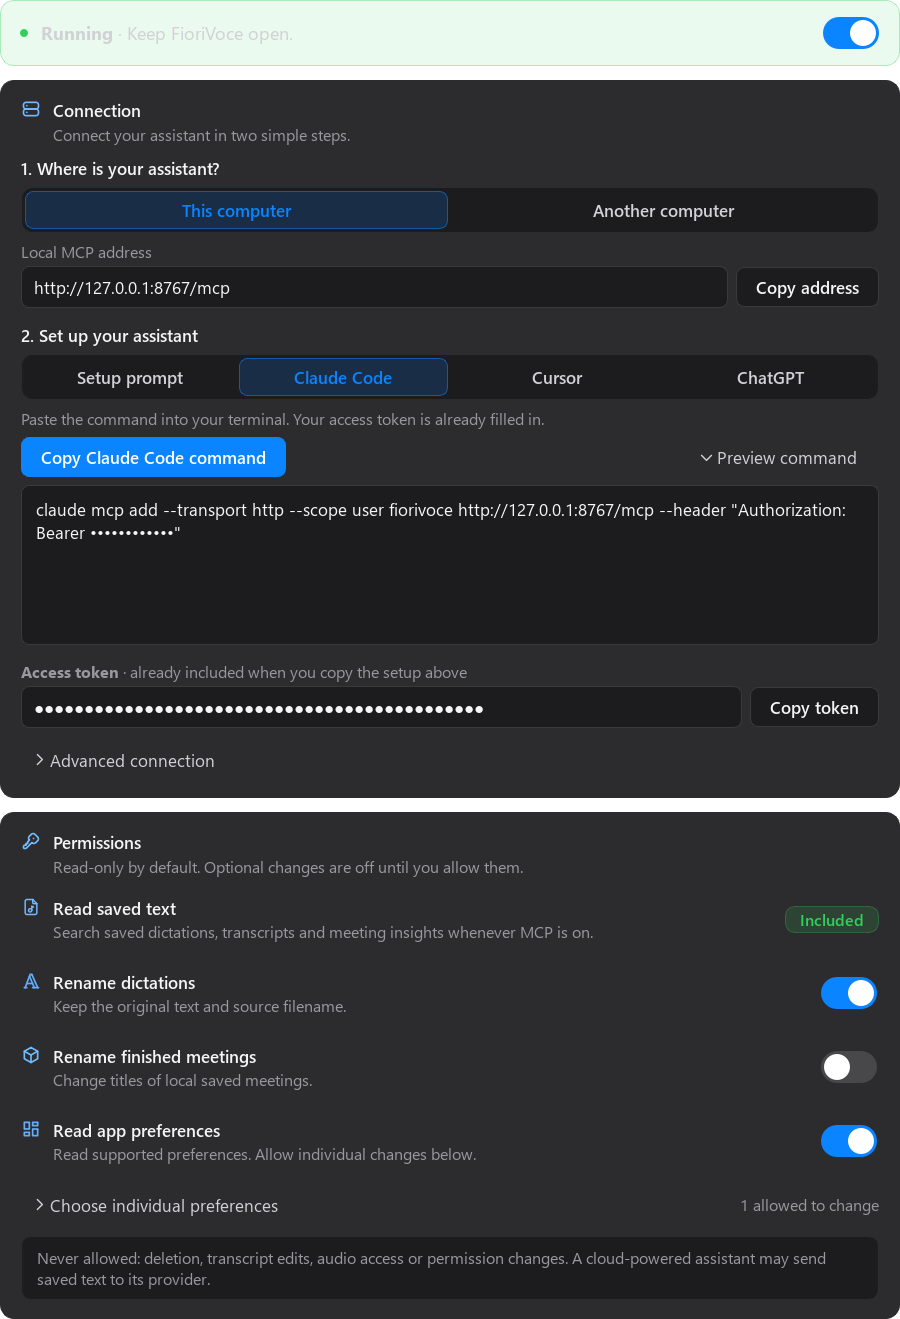 Running · Keep FioriVoce open.
Connection
Connect your assistant in two simple steps.
1. Where is your assistant?
This computer
Another computer
Local MCP address
http://127.0.0.1:8767/mcp
Copy address
2. Set up your assistant
Setup prompt
Claude Code
Cursor
ChatGPT
Paste the command into your terminal. Your access token is already filled in.
Copy Claude Code command
Preview command
claude mcp add --transport http --scope user fiorivoce http://127.0.0.1:8767/mcp --header "Authorization:
Bearer ••••••••••••"
Access token · already included when you copy the setup above
•••••••••••••••••••••••••••••••••••••••••••••
Copy token
Advanced connection
Permissions
Read-only by default. Optional changes are off until you allow them.
Read saved text
Search saved dictations, transcripts and meeting insights whenever MCP is on.
Included
Rename dictations
Keep the original text and source filename.
Rename finished meetings
Change titles of local saved meetings.
Read app preferences
Read supported preferences. Allow individual changes below.
Choose individual preferences
1 allowed to change
Never allowed: deletion, transcript edits, audio access or permission changes. A cloud-powered assistant may send
saved text to its provider.